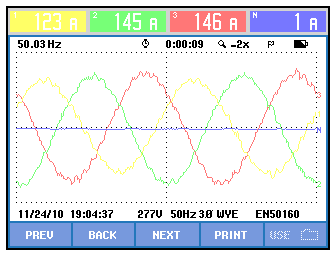 123 A 2 145 A 3 146 A N 1 A
50.03 Hz 0:00:09 -2x
N
11/24/10 19:04:37 277V 50Hz 3Ø WYE EN50160
PREV BACK NEXT PRINT USE